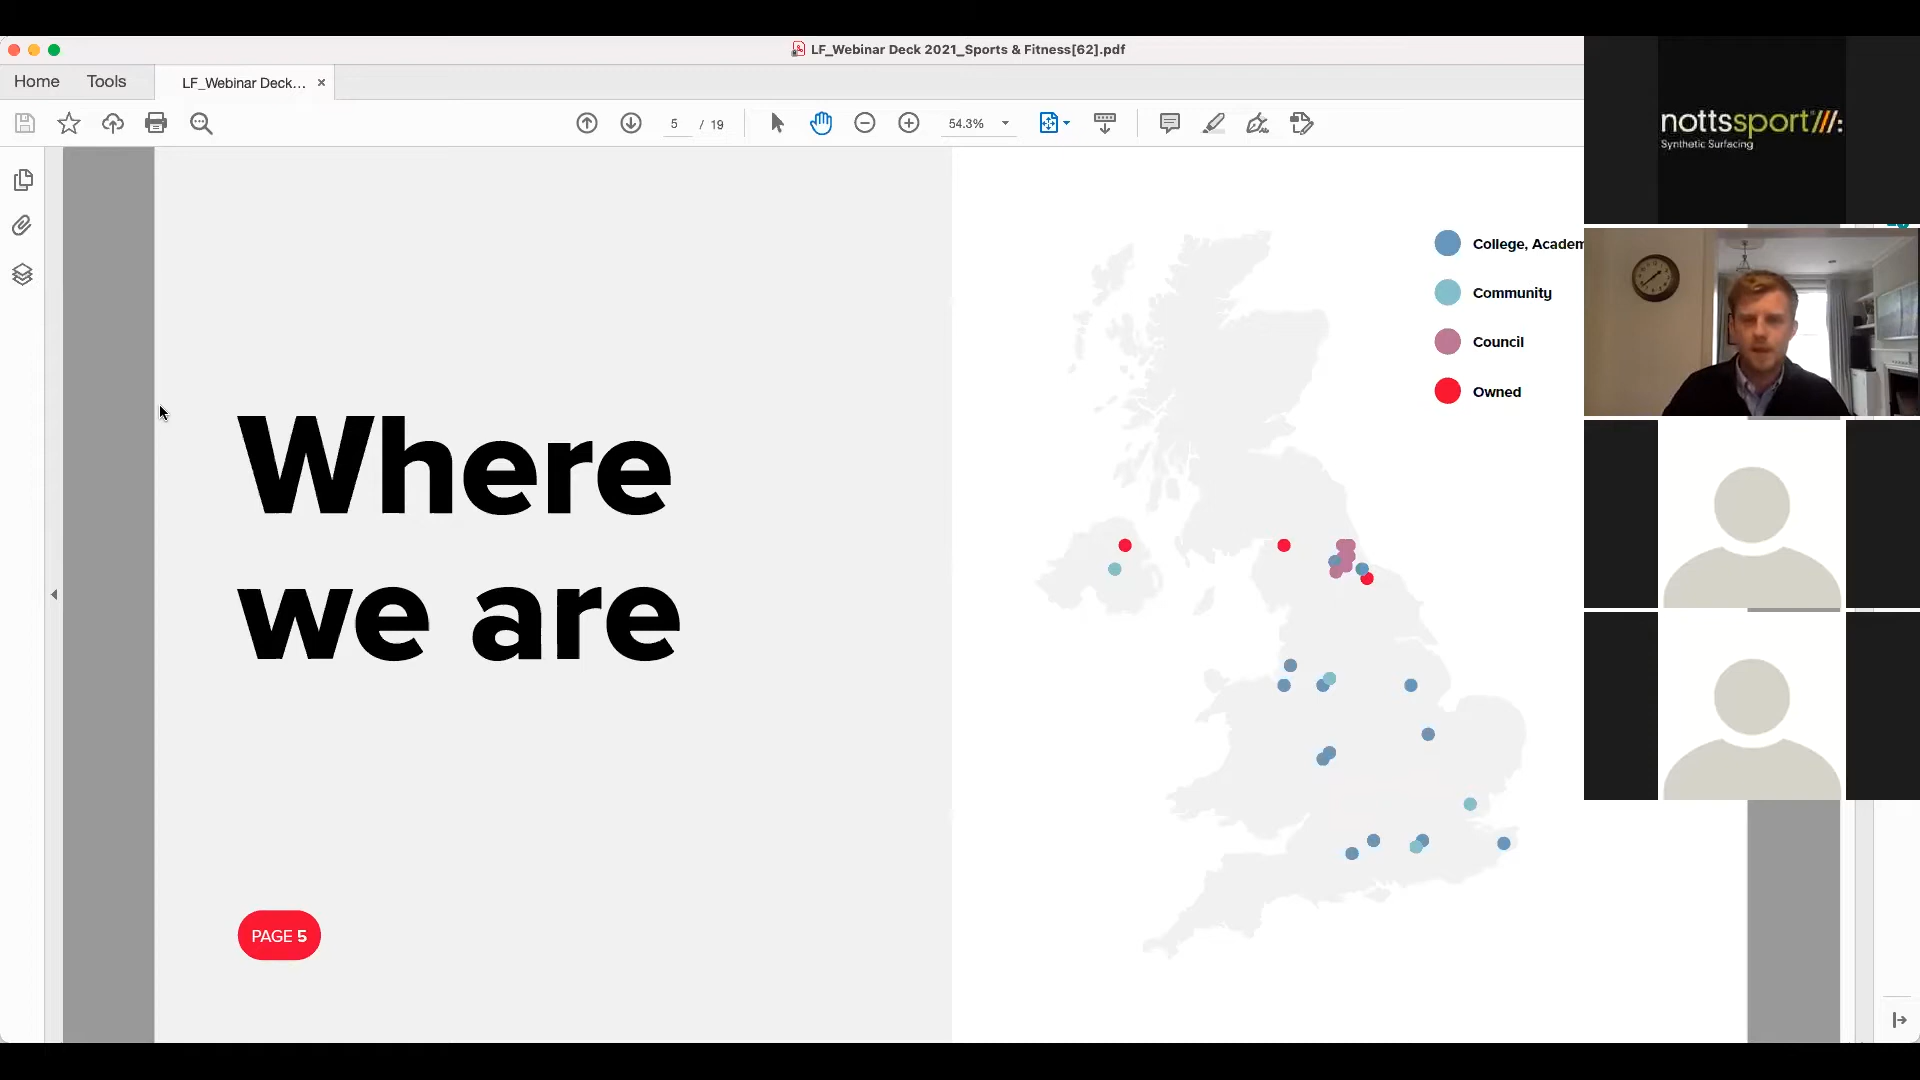 LF_Webinar Deck 2021_Sports & Fitness[62].pdf
Home
Tools
LF_Webinar Deck...
5 / 19
54.3%
nottssport
Synthetic Surfacing
College, Academ
Community
Council
Owned
Where
we are
PAGE 5